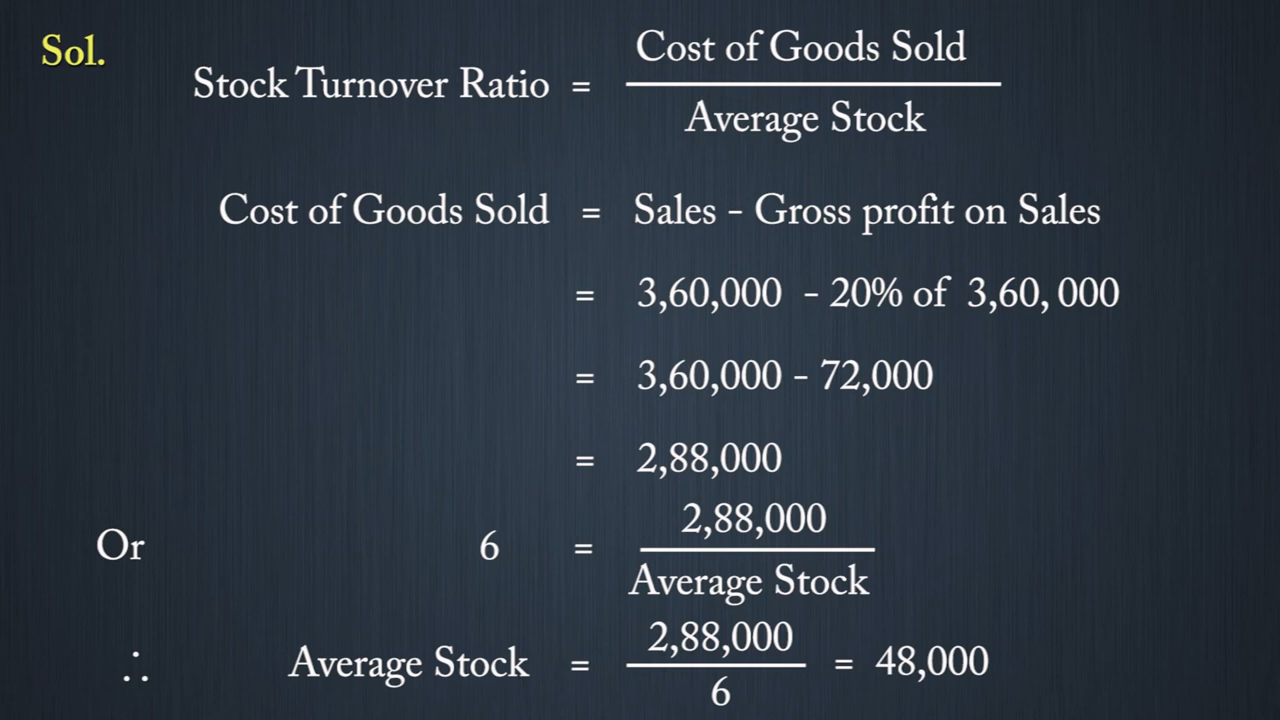 Sol.
Stock Turnover Ratio = Cost of Goods Sold
Average Stock
Cost of Goods Sold = Sales - Gross profit on Sales
= 3,60,000 - 20% of 3,60, 000
= 3,60,000 - 72,000
= 2,88,000
Or 6 = 2,88,000
Average Stock
∴ Average Stock = 2,88,000 = 48,000
6